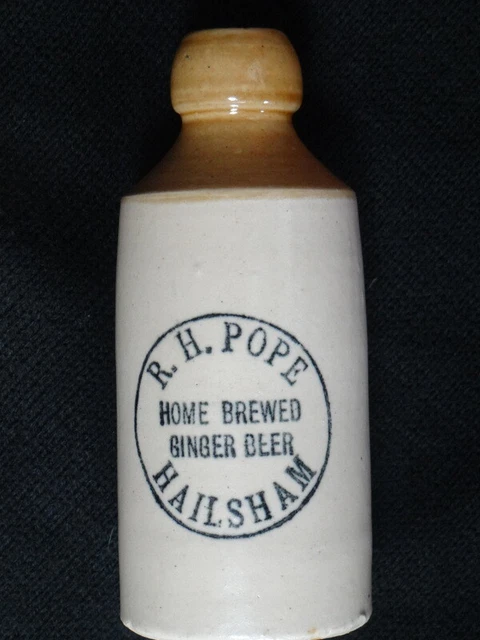 R. H. POPE
HOME BREWED
GINGER BEER
HAILSHAM